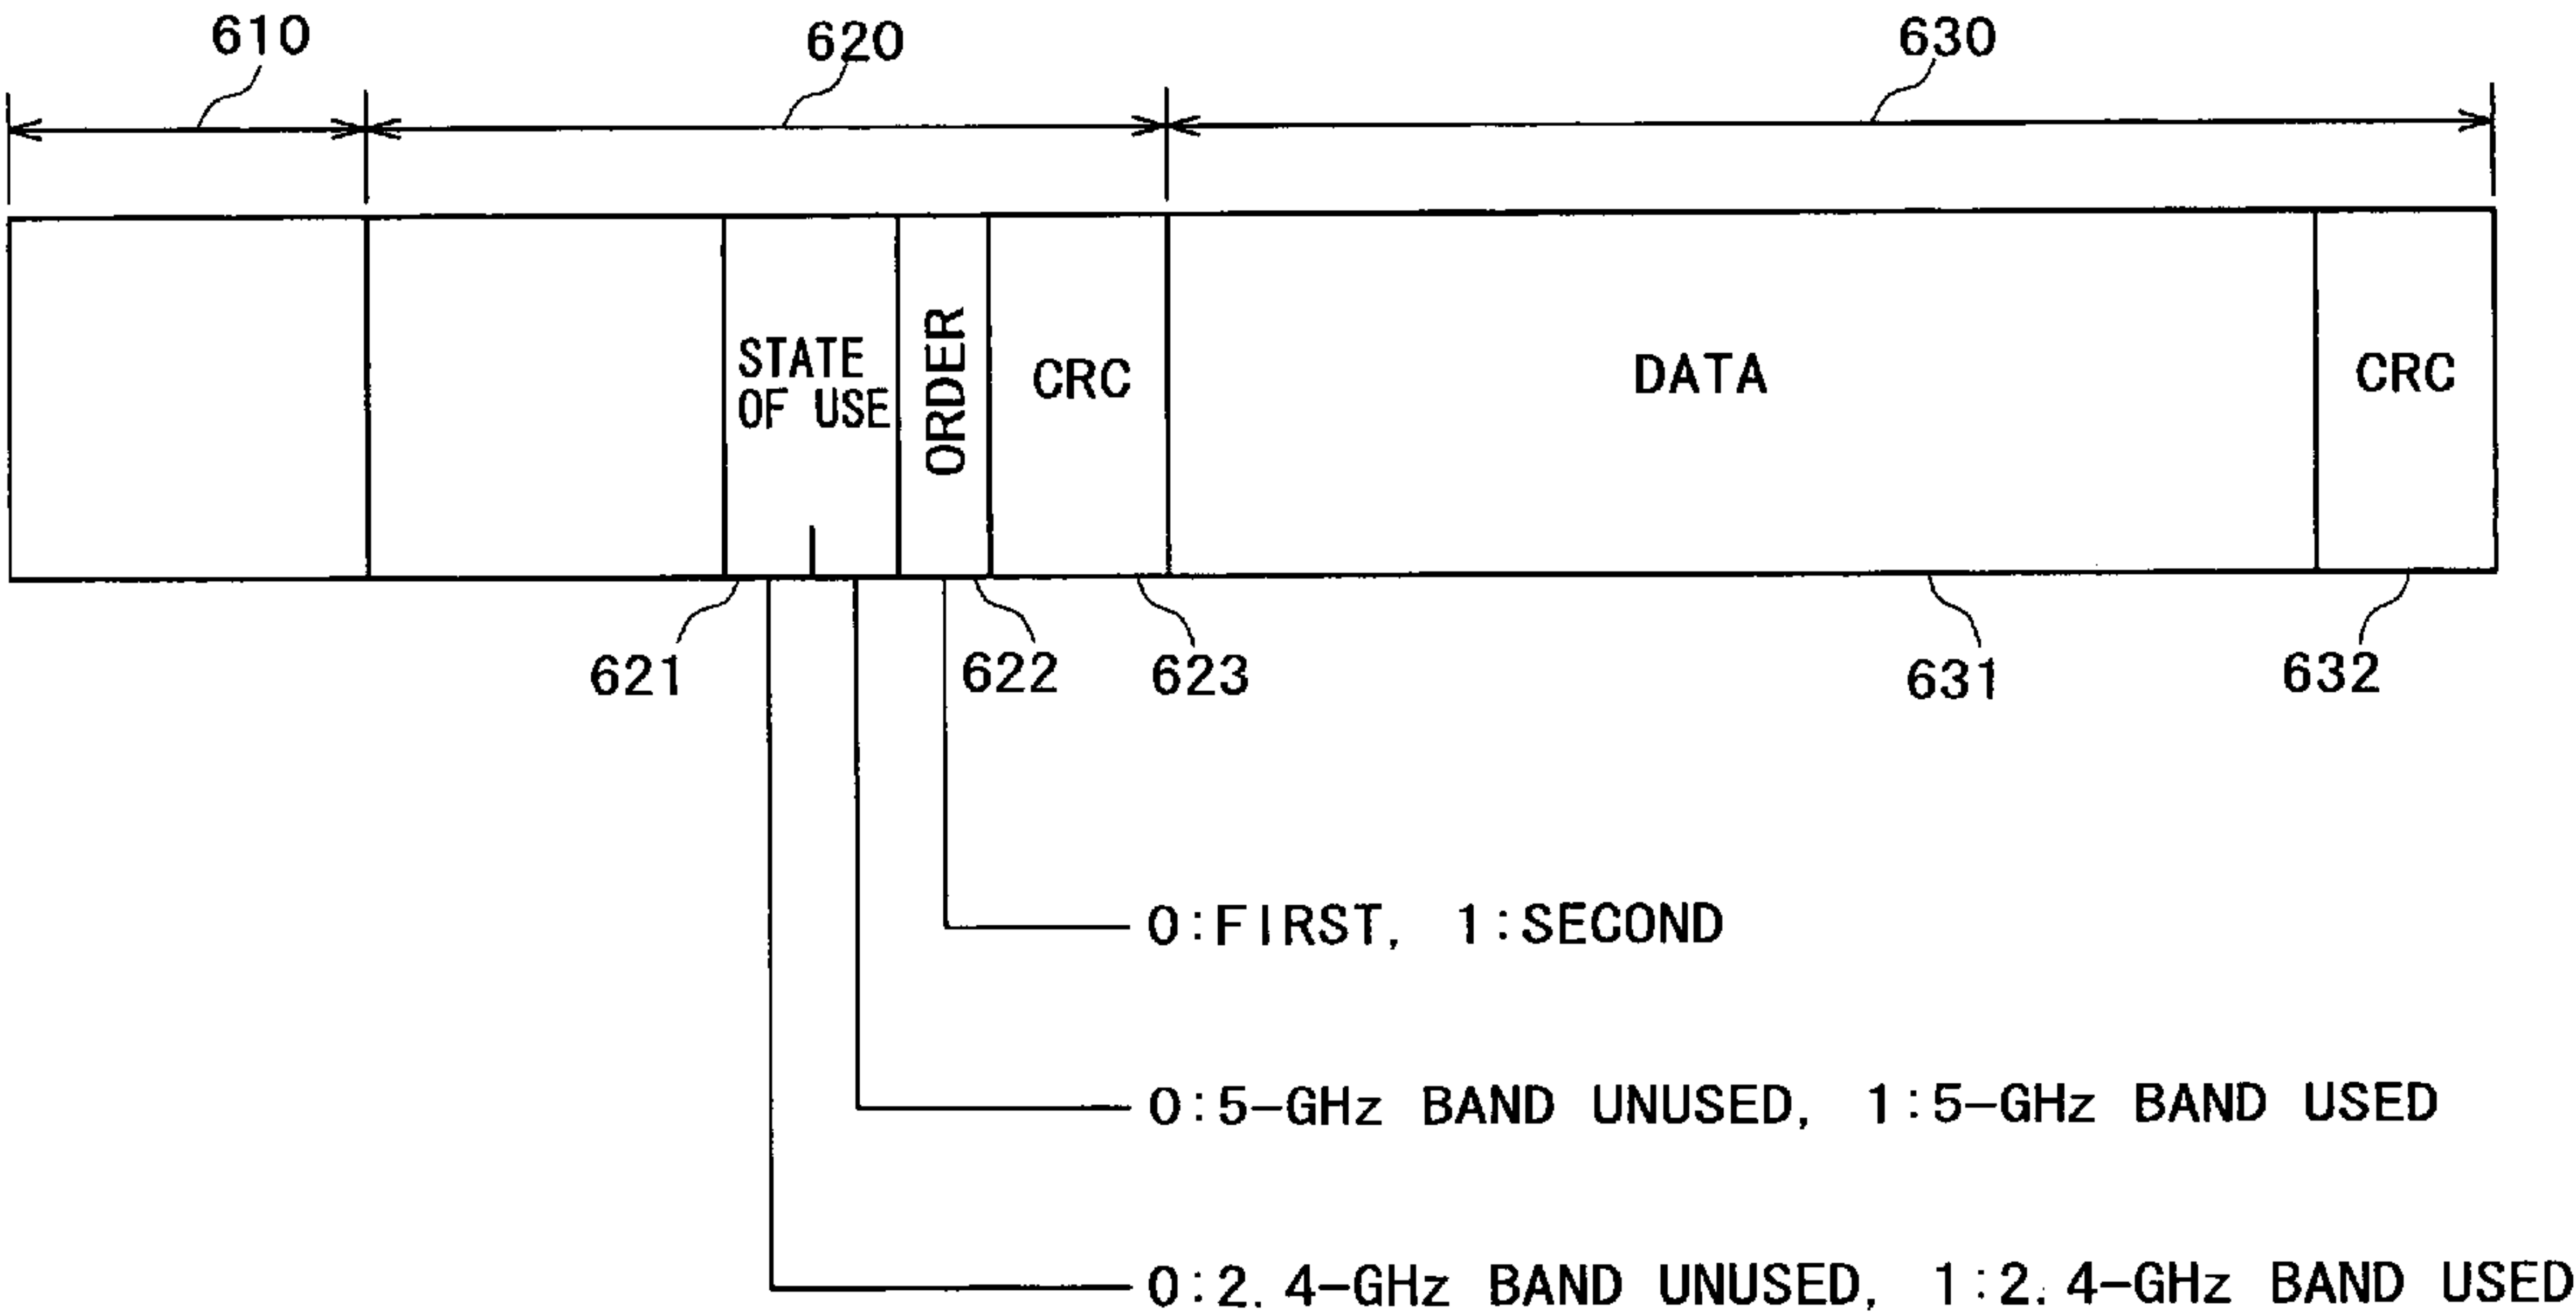 610
620
630
STATE
OF USE
ORDER
CRC
DATA
CRC
621
622
623
631
632
0:FIRST, 1:SECOND
0:5-GHz BAND UNUSED, 1:5-GHz BAND USED
0:2.4-GHz BAND UNUSED, 1:2.4-GHz BAND USED